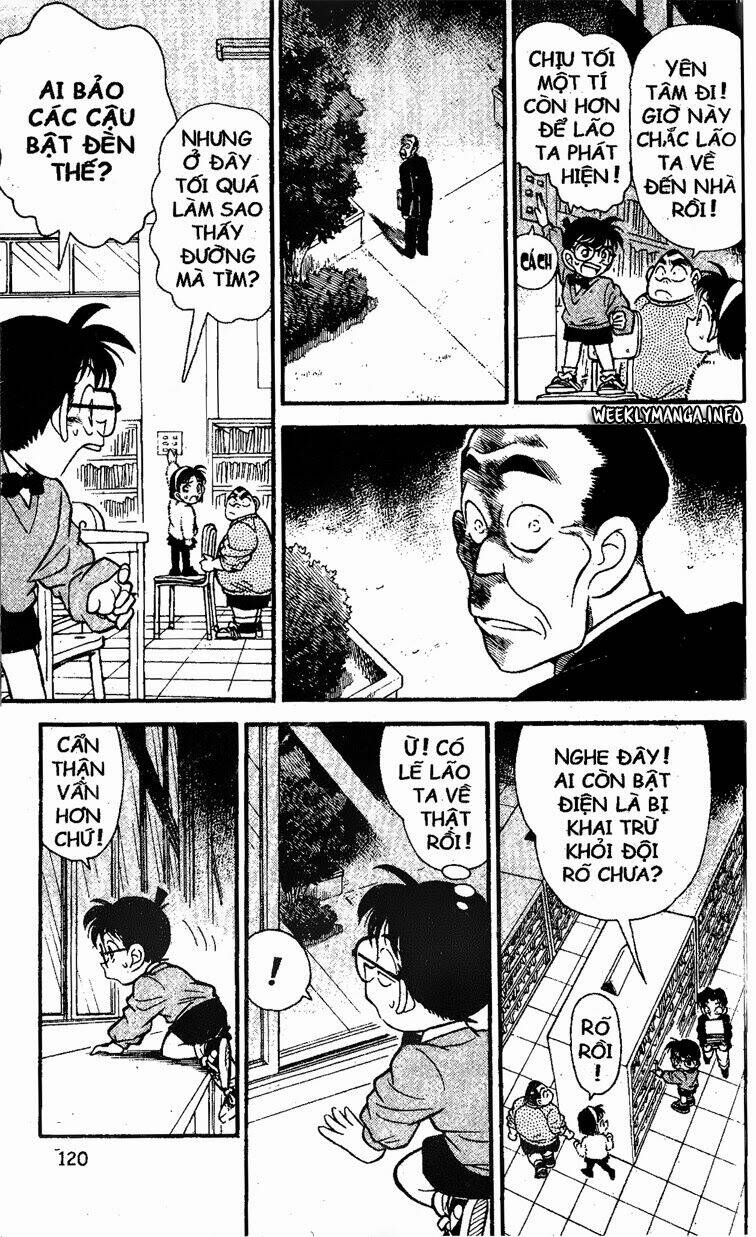 YÊN
TÂM ĐI!
GIỜ NÀY
CHẮC LÃO
TA VỀ
ĐẾN NHÀ
RỒI!
CHỊU TỐI
MỘT TÍ
CÒN HƠN
ĐỂ LÃO
TA PHÁT
HIỆN!
CÁCH
WEEKLYMANGA.INFO
AI BẢO
CÁC CẬU
BẬT ĐÈN
THẾ?
NHƯNG
Ở ĐÂY
TỐI QUÁ
LÀM SAO
THẤY
ĐƯỜNG
MÀ TÌM?
NGHE ĐÂY!
AI CÒN BẬT
ĐIỆN LÀ BỊ
KHAI TRỪ
KHỎI ĐỘI
RÕ CHƯA?
RÕ
RỒI!
Ừ! CÓ
LẼ LÃO
TA VỀ
THẬT
RỒI!
!
CẨN
THẬN
VẪN
HƠN
CHỨ!
120